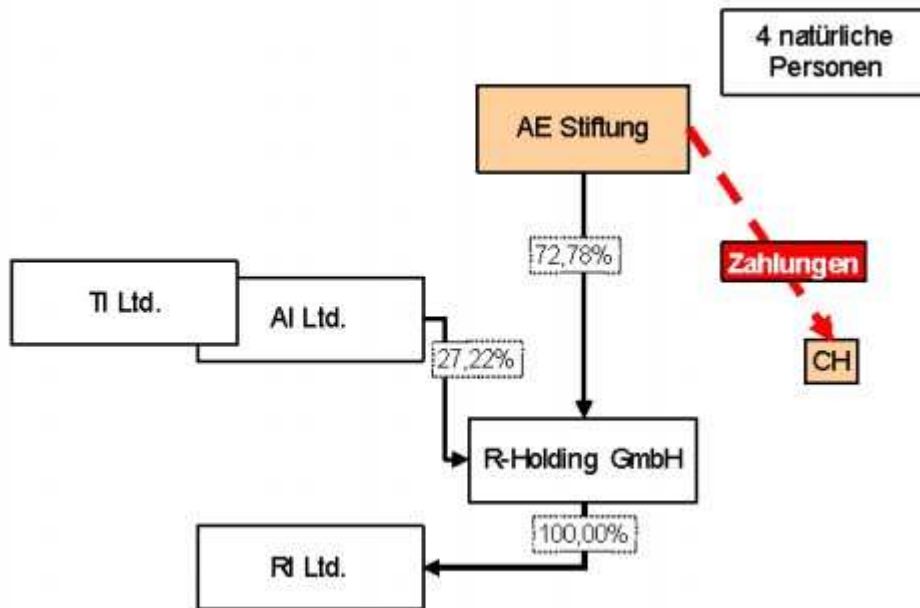 4 natürliche
Personen
AE Stiftung
72,78%
Zahlungen
TI Ltd.
AI Ltd.
27,22%
CH
R-Holding GmbH
100,00%
RI Ltd.